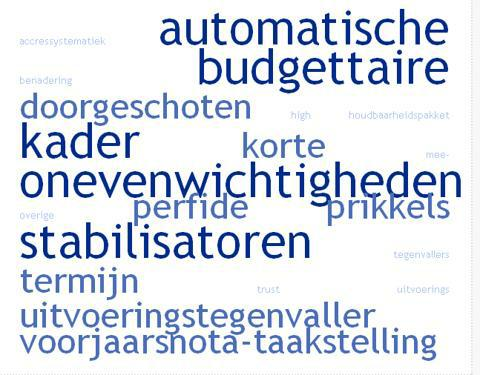 accressystematiek automatische
benadering budgettaire
doorgeschoten high houdbaarheidspakket
kader korte mee-
onevenwichtigheden
overige perfide prikkels
stabilisatoren tegenvallers
termijn trust uitvoerings
uitvoeringstegenvaller
voorjaarsnota-taakstelling